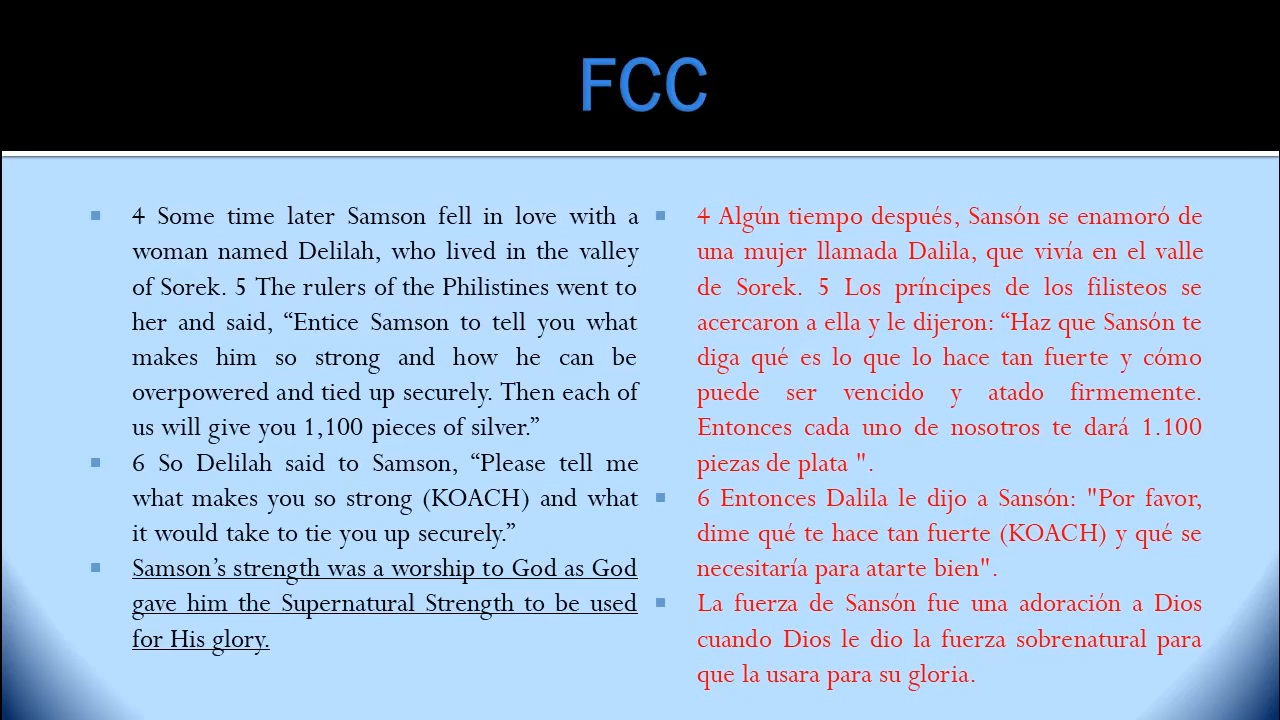 FCC
4 Some time later Samson fell in love with a
woman named Delilah, who lived in the valley
of Sorek. 5 The rulers of the Philistines went to
her and said, “Entice Samson to tell you what
makes him so strong and how he can be
overpowered and tied up securely. Then each of
us will give you 1,100 pieces of silver.”
6 So Delilah said to Samson, “Please tell me
what makes you so strong (KOACH) and what
it would take to tie you up securely.”
Samson’s strength was a worship to God as God
gave him the Supernatural Strength to be used
for His glory.
4 Algún tiempo después, Sansón se enamoró de
una mujer llamada Dalila, que vivía en el valle
de Sorek. 5 Los príncipes de los filisteos se
acercaron a ella y le dijeron: “Haz que Sansón te
diga qué es lo que lo hace tan fuerte y cómo
puede ser vencido y atado firmemente.
Entonces cada uno de nosotros te dará 1.100
piezas de plata ".
6 Entonces Dalila le dijo a Sansón: "Por favor,
dime qué te hace tan fuerte (KOACH) y qué se
necesitaría para atarte bien".
La fuerza de Sansón fue una adoración a Dios
cuando Dios le dio la fuerza sobrenatural para
que la usara para su gloria.